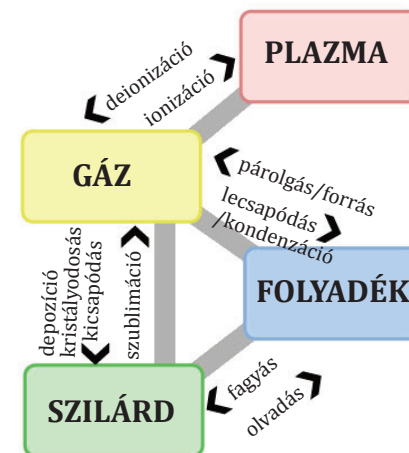 PLAZMA
deionizáció
ionizáció
GÁZ
párolgás/forrás
lecsapódás
/kondenzáció
depozíció
kristályodosás
kicsapódás
szublimáció
FOLYADÉK
SZILÁRD
fagyás
olvadás